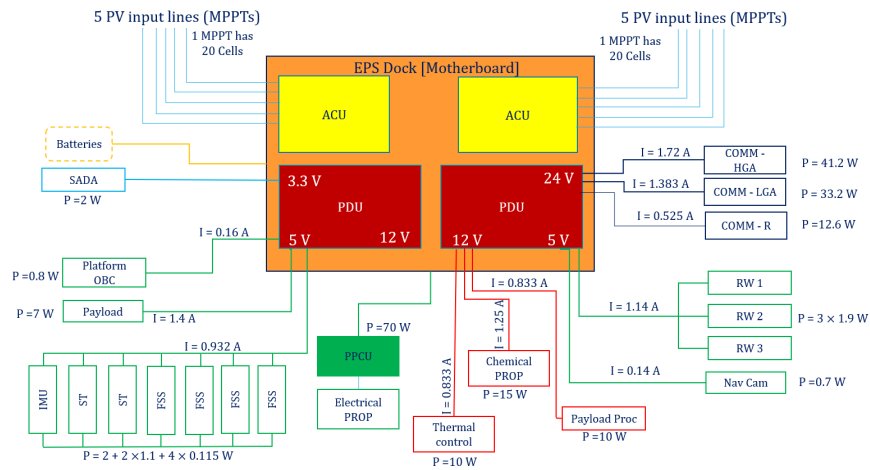 5 PV input lines (MPPTs)
5 PV input lines (MPPTs)
1 MPPT has
20 Cells
1 MPPT has
20 Cells
EPS Dock [Motherboard]
ACU
ACU
Batteries
SADA
P =2 W
3.3 V
PDU
5 V
12 V
24 V
PDU
12 V
5 V
I = 1.72 A
COMM -
HGA
P = 41.2 W
I = 1.383 A
COMM - LGA
P = 33.2 W
I = 0.525 A
COMM - R
P =12.6 W
I = 0.16 A
P =0.8 W
Platform
OBC
P =7 W
Payload
I = 1.4 A
I = 0.932 A
IMU
ST
ST
FSS
FSS
FSS
FSS
P = 2 + 2 ×1.1 + 4 × 0.115 W
P =70 W
PPCU
Electrical
PROP
I = 0.833 A
Thermal
control
P =10 W
I = 1.25 A
Chemical
PROP
P =15 W
I = 0.833 A
Payload Proc
P =10 W
I = 1.14 A
RW 1
RW 2
RW 3
P = 3 × 1.9 W
I = 0.14 A
Nav Cam
P =0.7 W